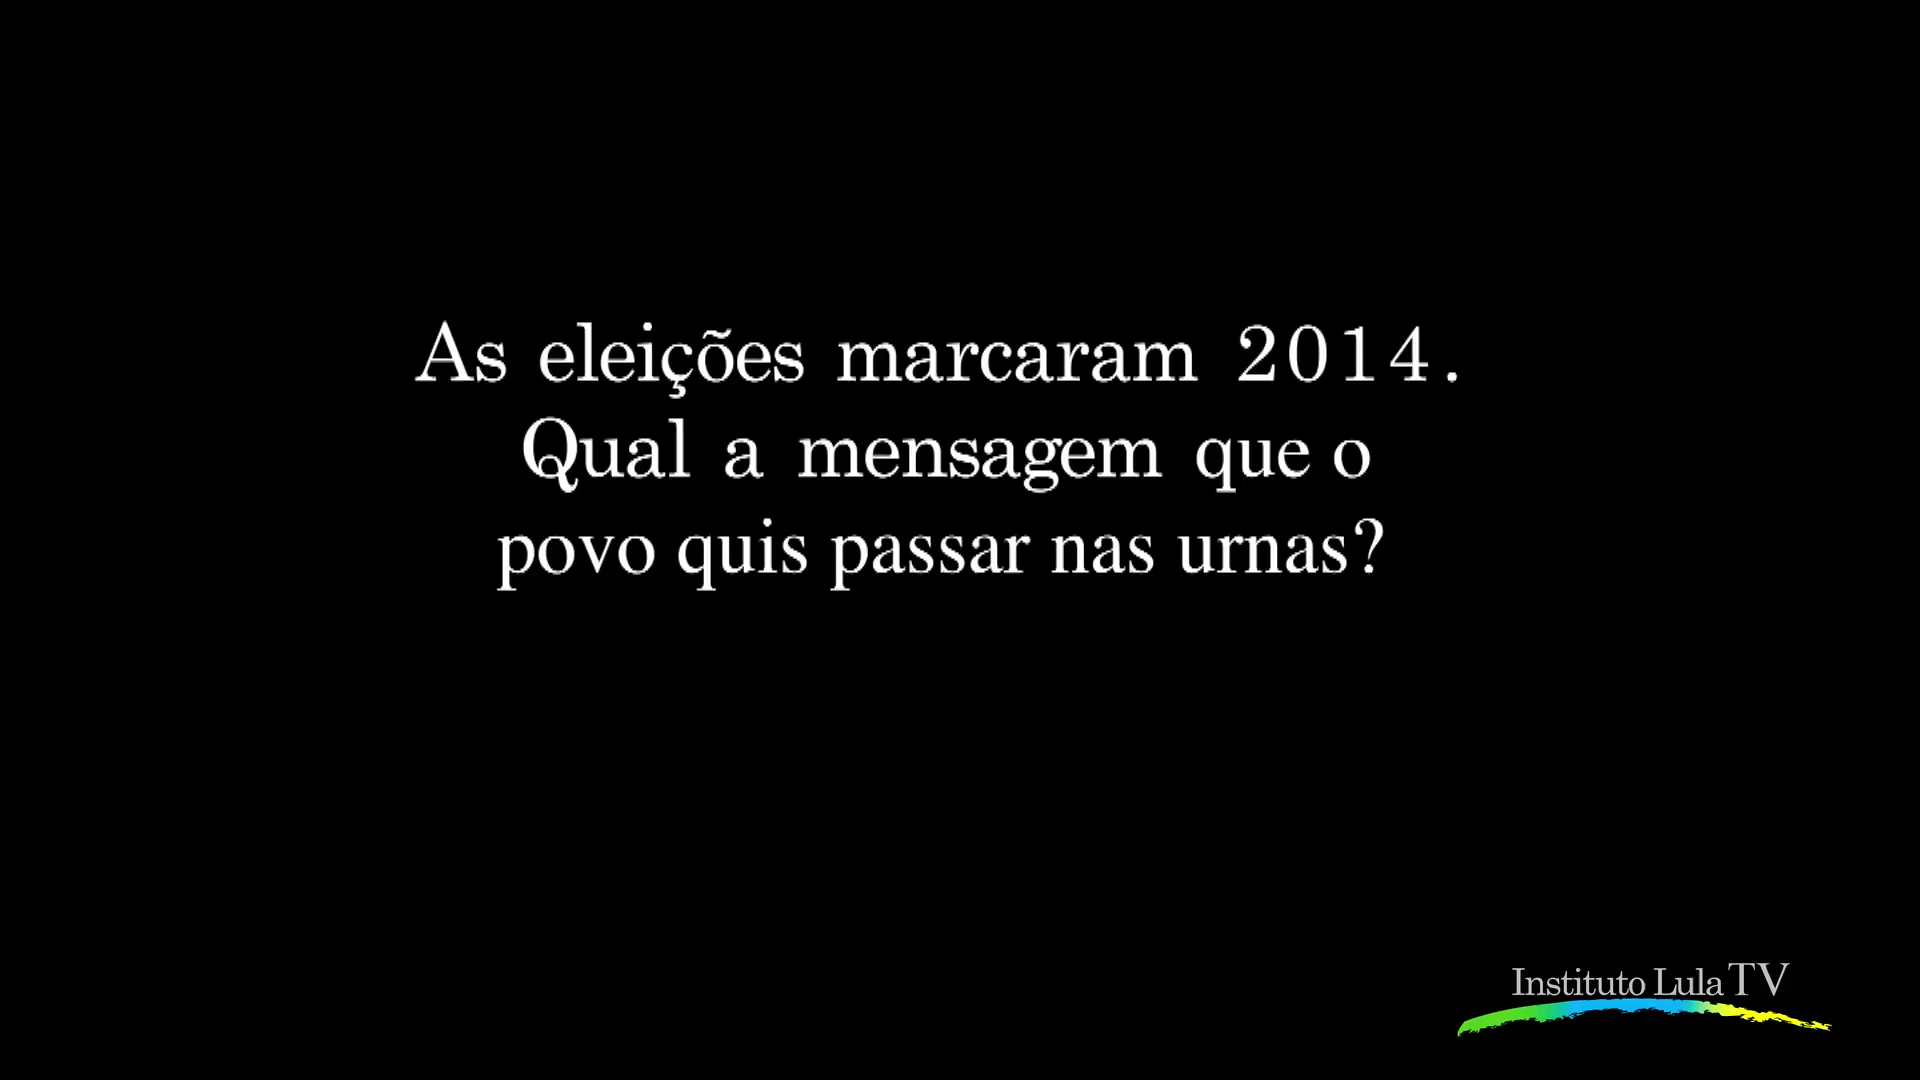 As eleições marcaram 2014.
Qual a mensagem que o
povo quis passar nas urnas?
Instituto Lula TV